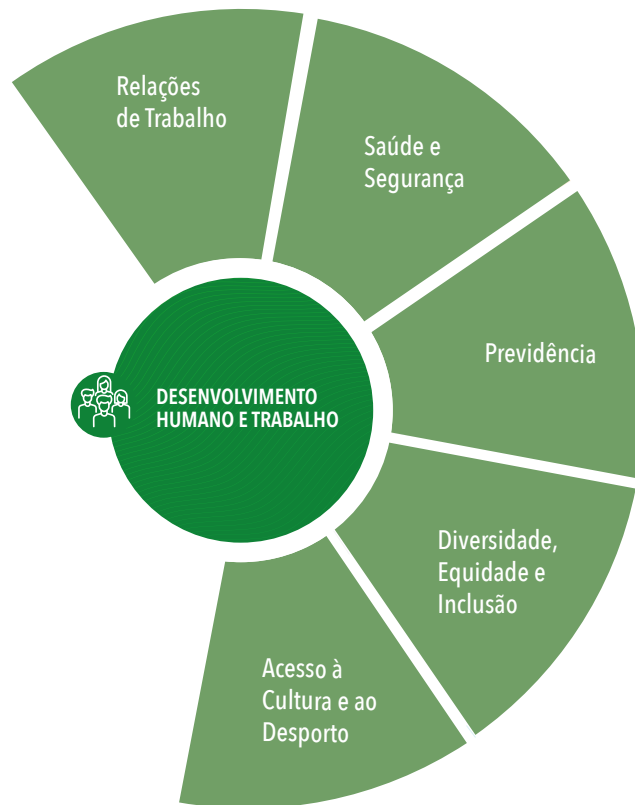 Relações
de Trabalho
Saúde e
Segurança
Previdência
DESENVOLVIMENTO
HUMANO E TRABALHO
Diversidade,
Equidade e
Inclusão
Acesso à
Cultura e ao
Desporto